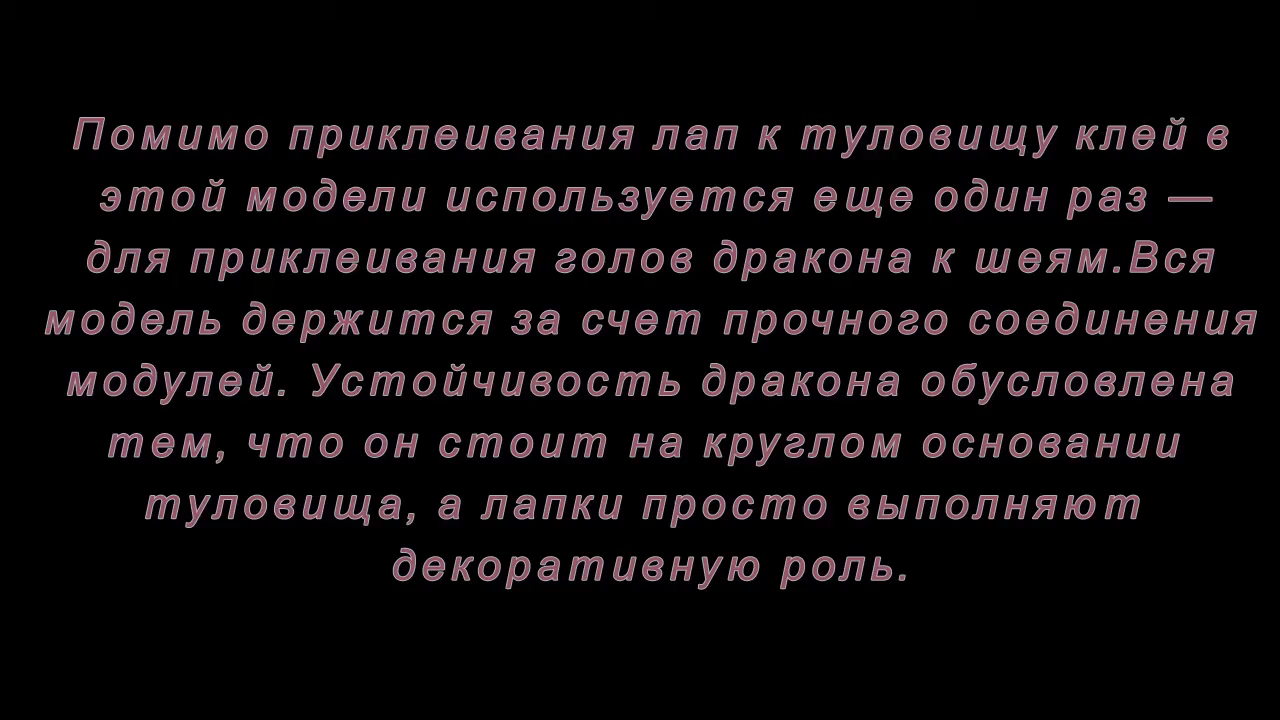 Помимо приклеивания лап к туловищу клей в
этой модели используется еще один раз —
для приклеивания голов дракона к шеям.Вся
модель держится за счет прочного соединения
модулей. Устойчивость дракона обусловлена
тем, что он стоит на круглом основании
туловища, а лапки просто выполняют
декоративную роль.